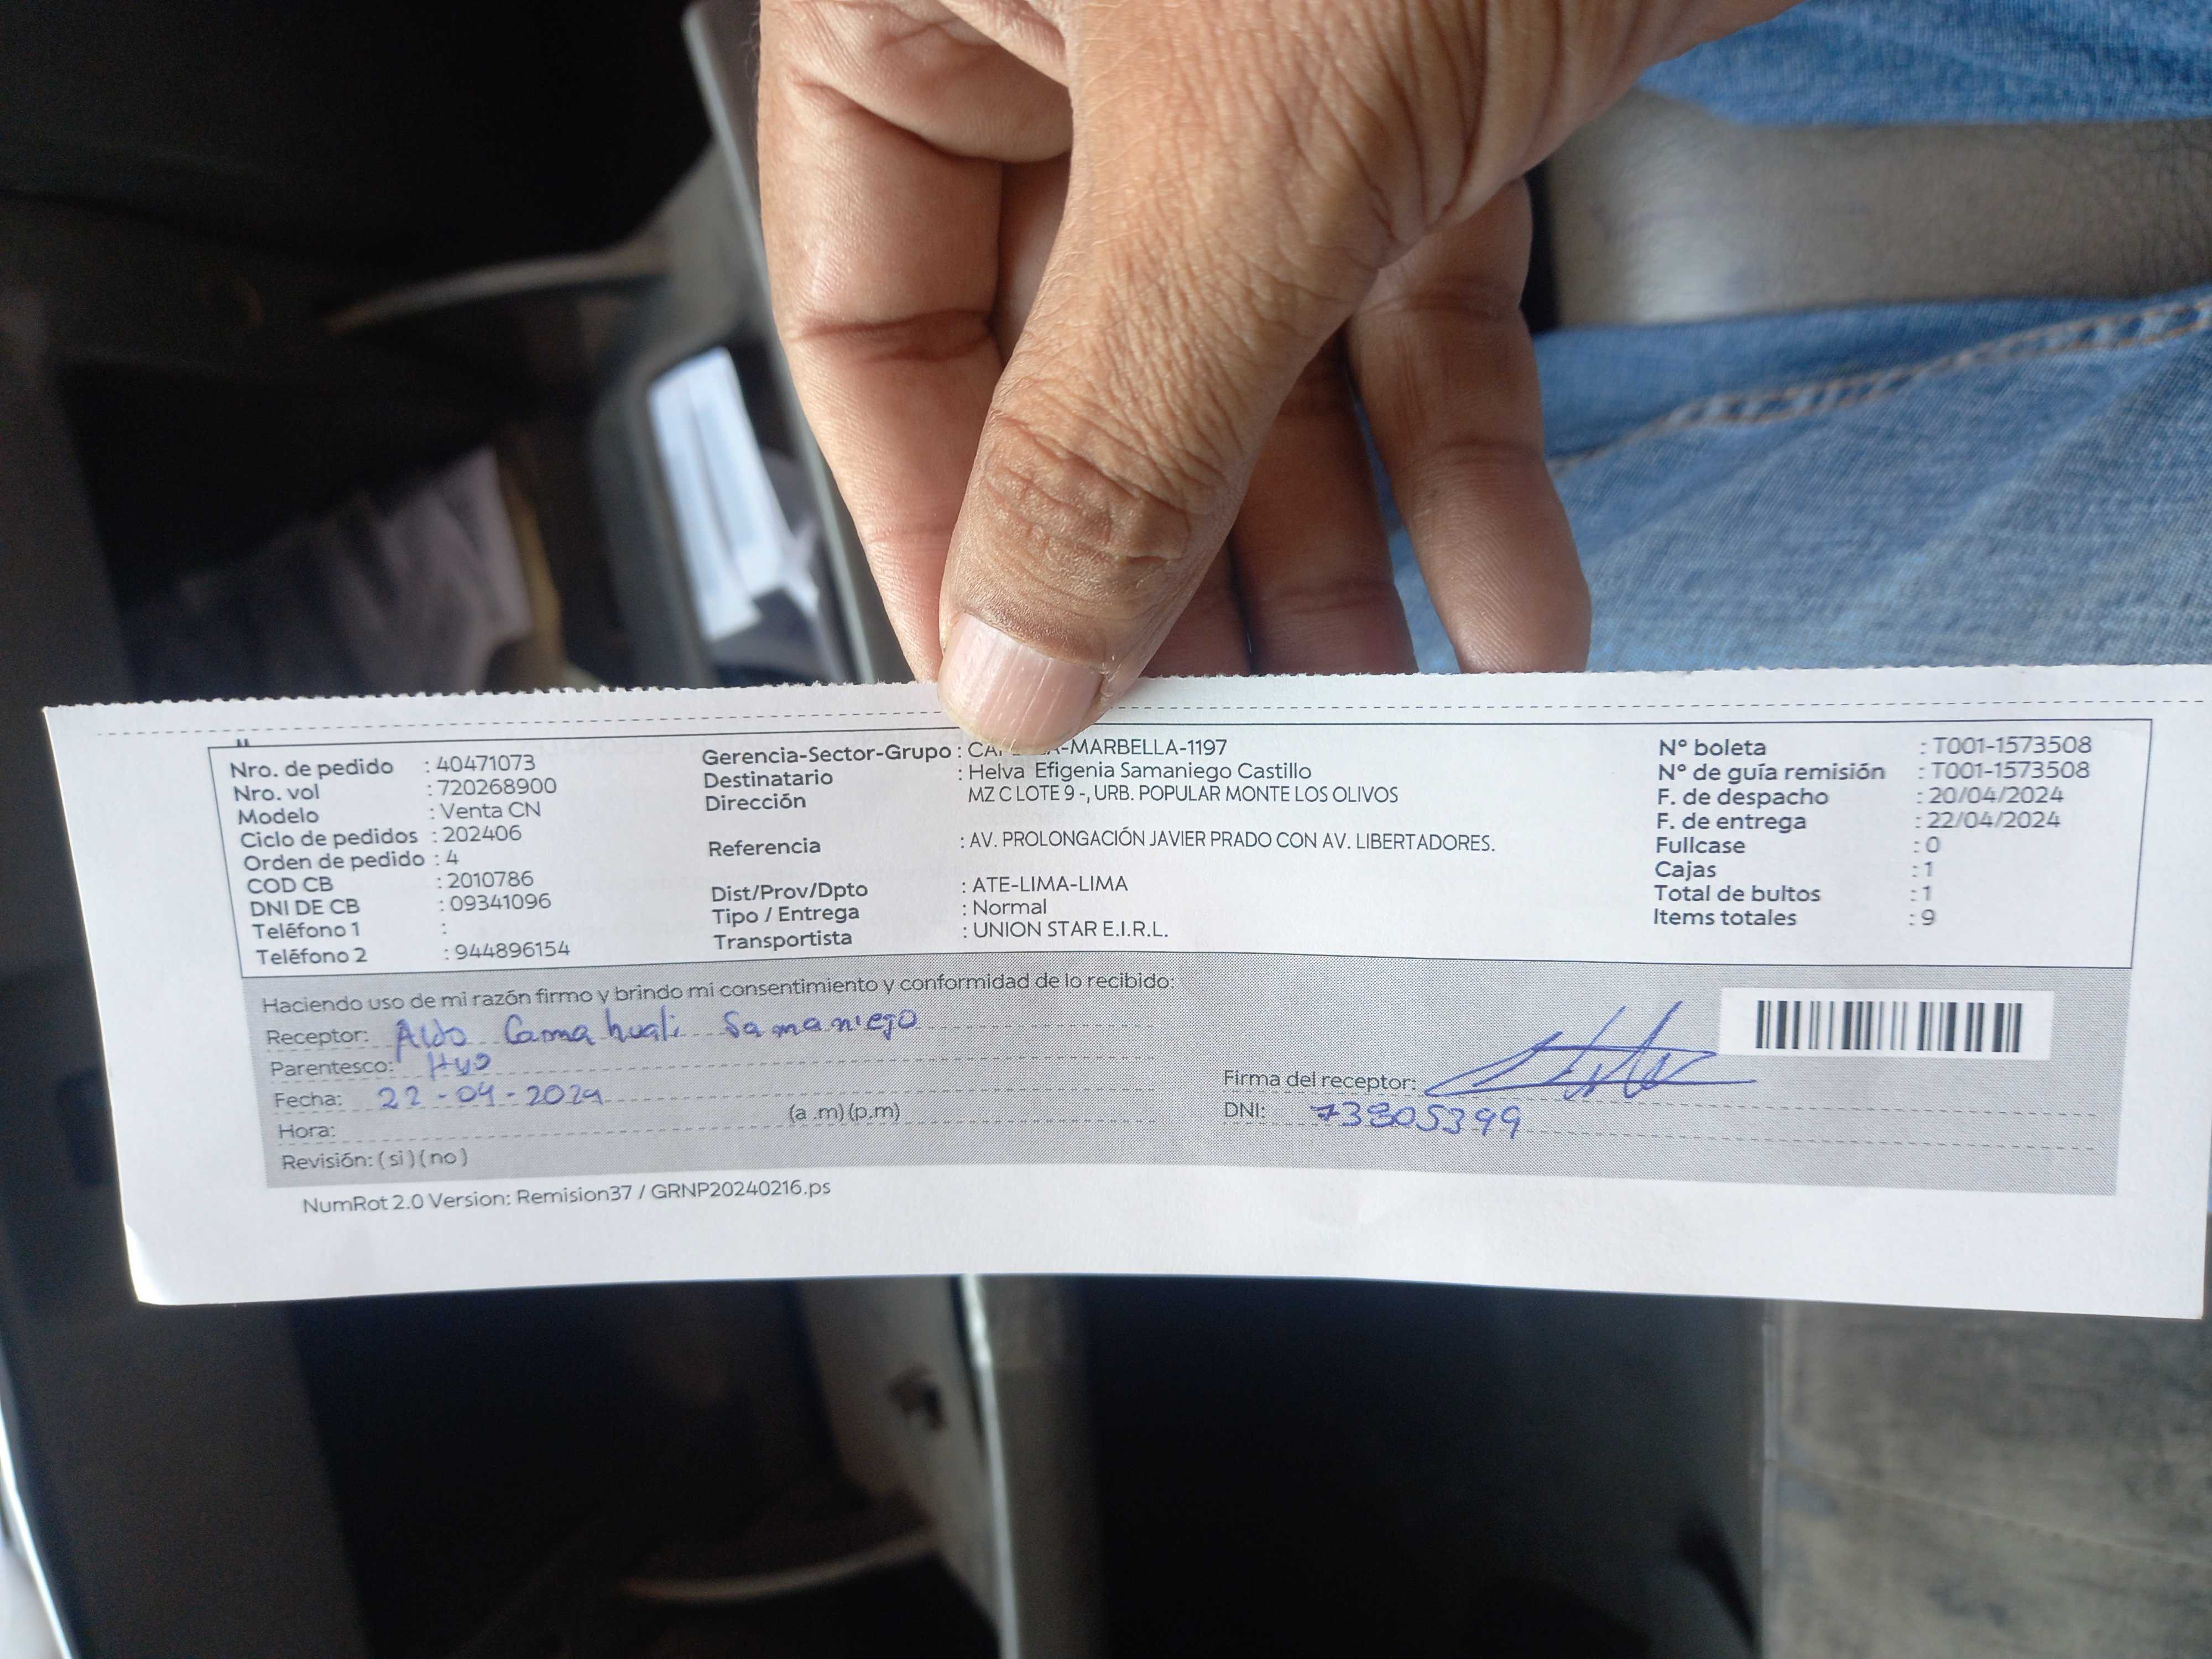 Nro. de pedido : 40471073
Nro. vol : 720268900
Modelo : Venta CN
Ciclo de pedidos : 202406
Orden de pedido : 4
COD CB : 2010786
DNI DE CB : 09341096
Teléfono 1 :
Teléfono 2 : 944896154
Gerencia-Sector-Grupo : -MARBELLA-1197
Destinatario : Helva Efigenia Samaniego Castillo
Dirección MZ C LOTE 9 -, URB. POPULAR MONTE LOS OLIVOS
Referencia : AV. PROLONGACIÓN JAVIER PRADO CON AV. LIBERTADORES.
Dist/Prov/Dpto : ATE-LIMA-LIMA
Tipo / Entrega : Normal
Transportista : UNION STAR E.I.R.L.
N° boleta : T001-1573508
N° de guía remisión : T001-1573508
F. de despacho : 20/04/2024
F. de entrega : 22/04/2024
Fullcase : 0
Cajas : 1
Total de bultos : 1
Items totales : 9
Haciendo uso de mi razón firmo y brindo mi consentimiento y conformidad de lo recibido:
Receptor: Aldo Samaniego
Parentesco: Hijo
Fecha: 22-04-2024
Hora: (a .m) (p.m)
Revisión: ( si ) ( no )
Firma del receptor:
DNI: 73805399
NumRot 2.0 Version: Remision37 / GRNP20240216.ps